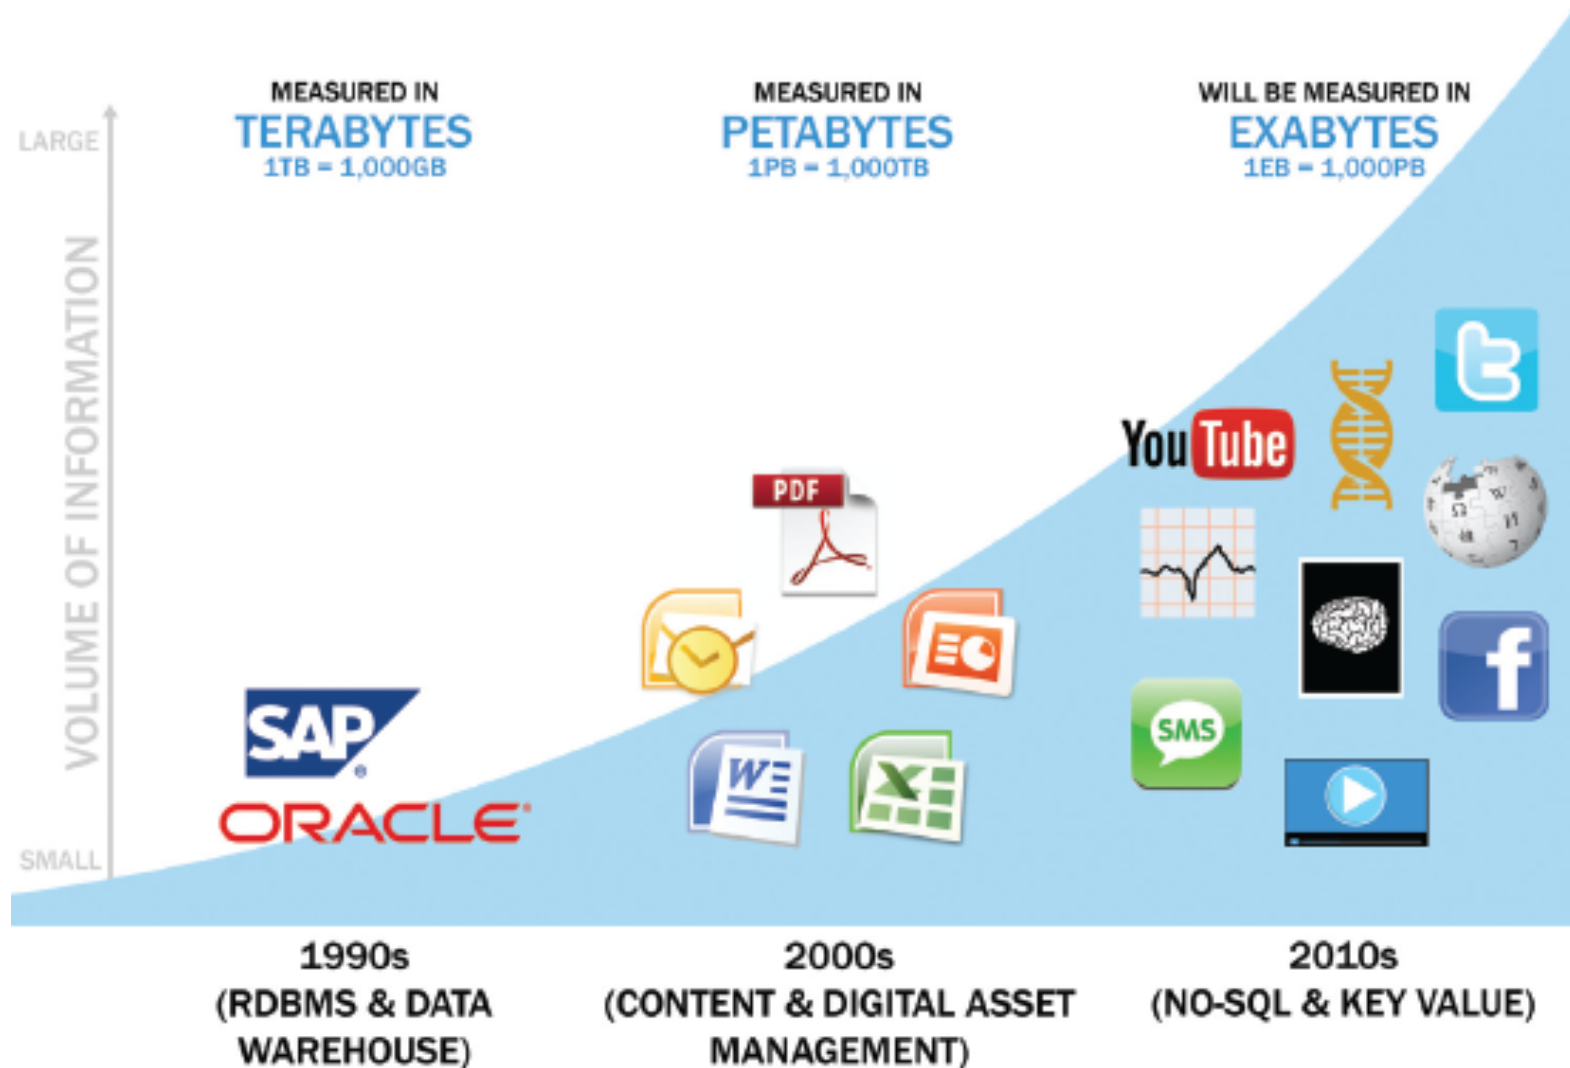 MEASURED IN
TERABYTES
1TB = 1,000GB
MEASURED IN
PETABYTES
1PB = 1,000TB
WILL BE MEASURED IN
EXABYTES
1EB = 1,000PB
LARGE
VOLUME OF INFORMATION
SMALL
SAP®
ORACLE®
PDF
W
X
YouTube
t
W
Ω
SMS
f
1990s
(RDBMS & DATA
WAREHOUSE)
2000s
(CONTENT & DIGITAL ASSET
MANAGEMENT)
2010s
(NO-SQL & KEY VALUE)